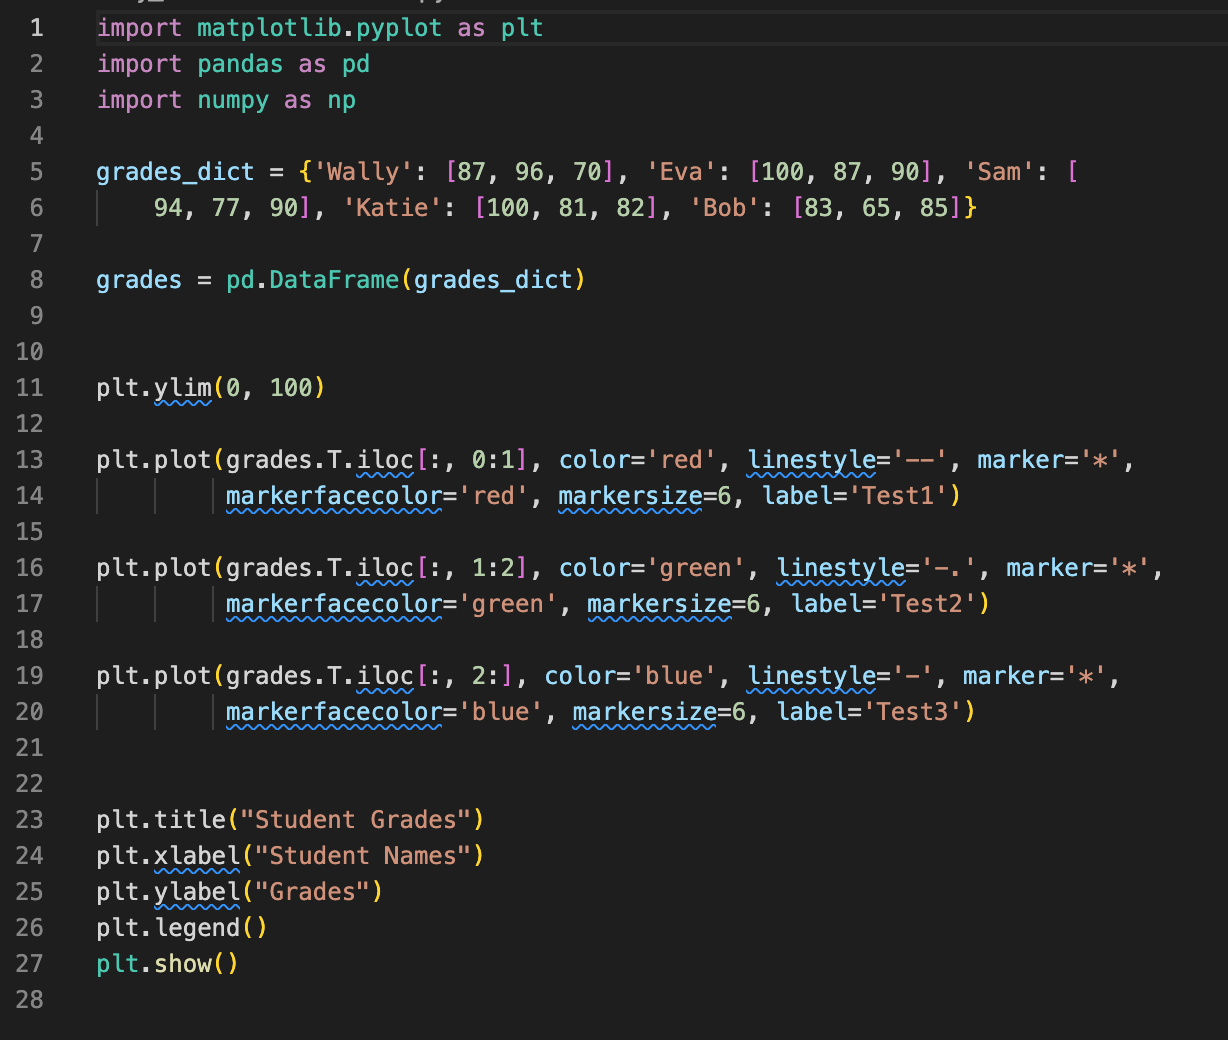 1 import matplotlib.pyplot as plt
2 import pandas as pd
3 import numpy as np
4
5 grades_dict = {'Wally': [87, 96, 70], 'Eva': [100, 87, 90], 'Sam': [
6     94, 77, 90], 'Katie': [100, 81, 82], 'Bob': [83, 65, 85]}
7
8 grades = pd.DataFrame(grades_dict)
9
10
11 plt.ylim(0, 100)
12
13 plt.plot(grades.T.iloc[:, 0:1], color='red', linestyle='--', marker='*',
14          markerfacecolor='red', markersize=6, label='Test1')
15
16 plt.plot(grades.T.iloc[:, 1:2], color='green', linestyle='-.', marker='*',
17          markerfacecolor='green', markersize=6, label='Test2')
18
19 plt.plot(grades.T.iloc[:, 2:], color='blue', linestyle='-', marker='*',
20          markerfacecolor='blue', markersize=6, label='Test3')
21
22
23 plt.title("Student Grades")
24 plt.xlabel("Student Names")
25 plt.ylabel("Grades")
26 plt.legend()
27 plt.show()
28